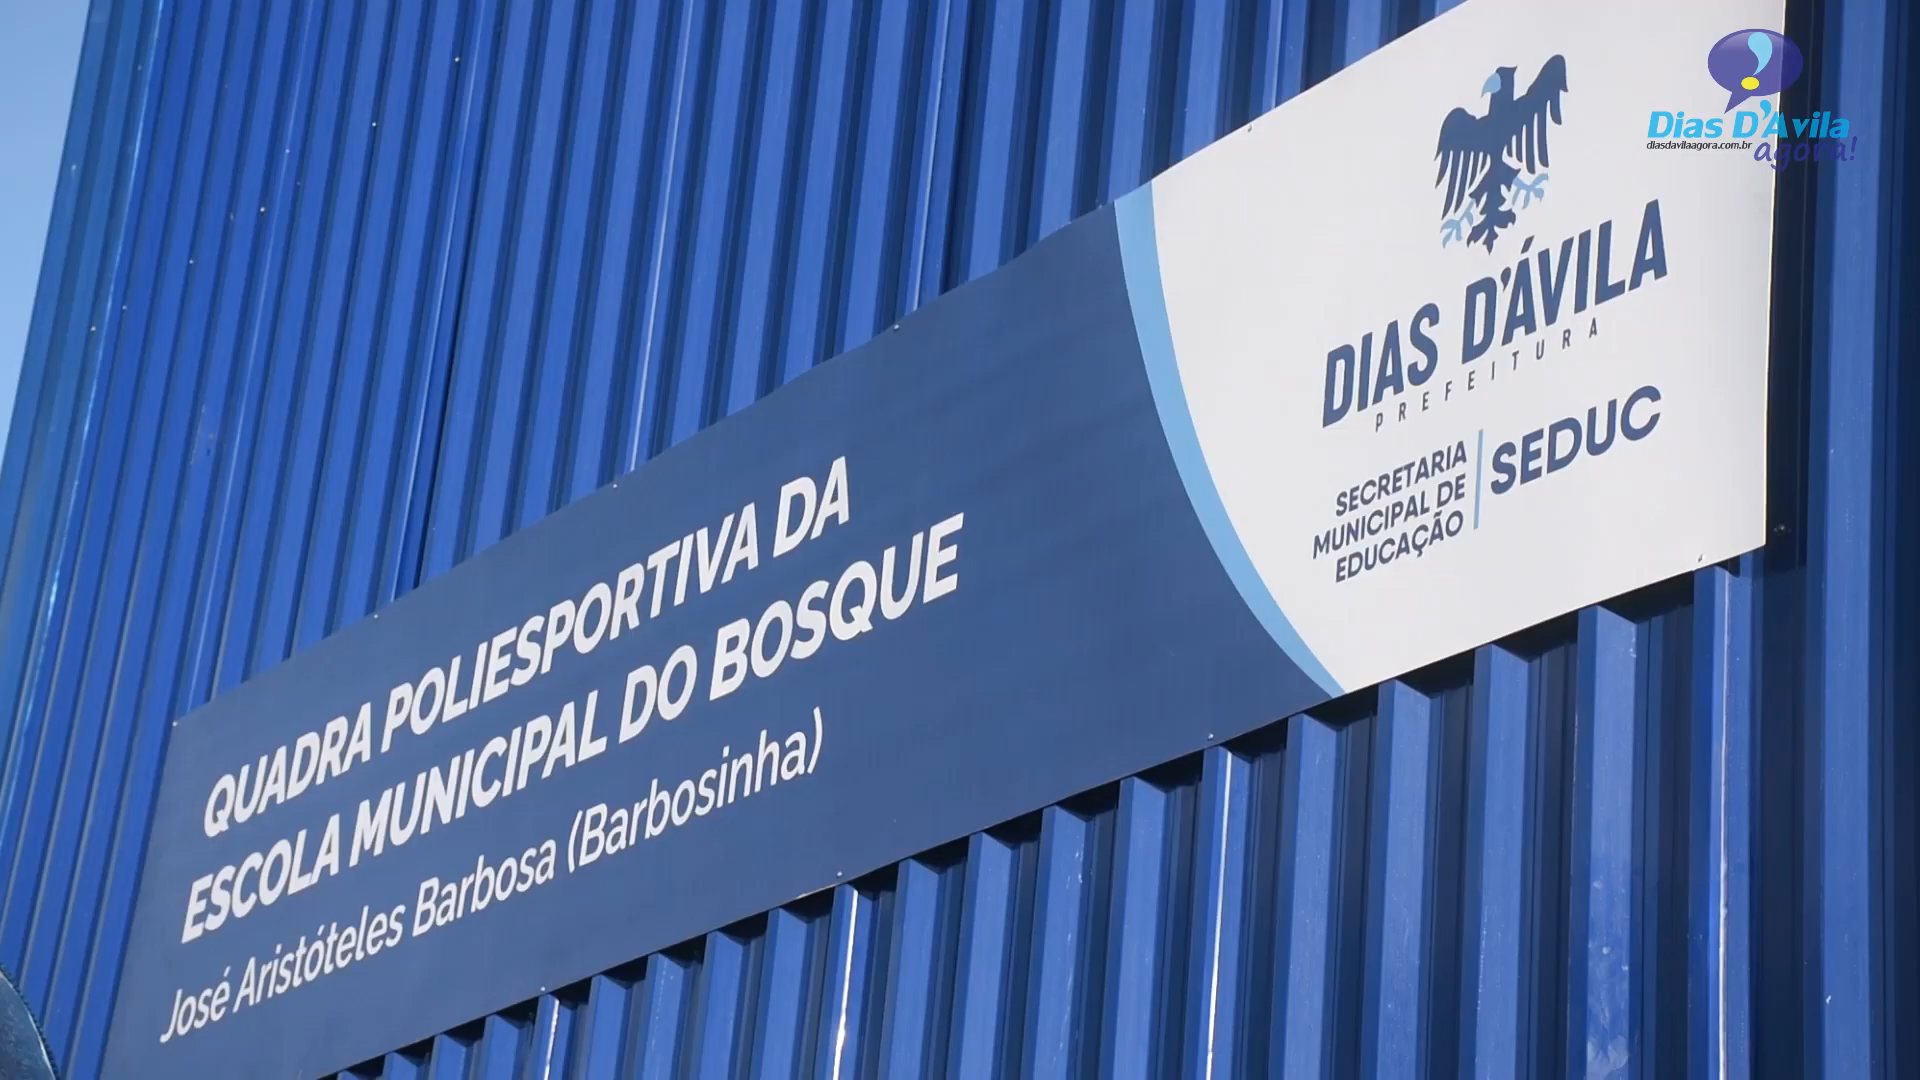 QUADRA POLIESPORTIVA DA
ESCOLA MUNICIPAL DO BOSQUE
José Aristóteles Barbosa (Barbosinha)
DIAS D'ÁVILA
PREFEITURA
SECRETARIA
MUNICIPAL DE
EDUCAÇÃO
SEDUC
Dias D'Avila
diasdavilaagora.com.br
agora!